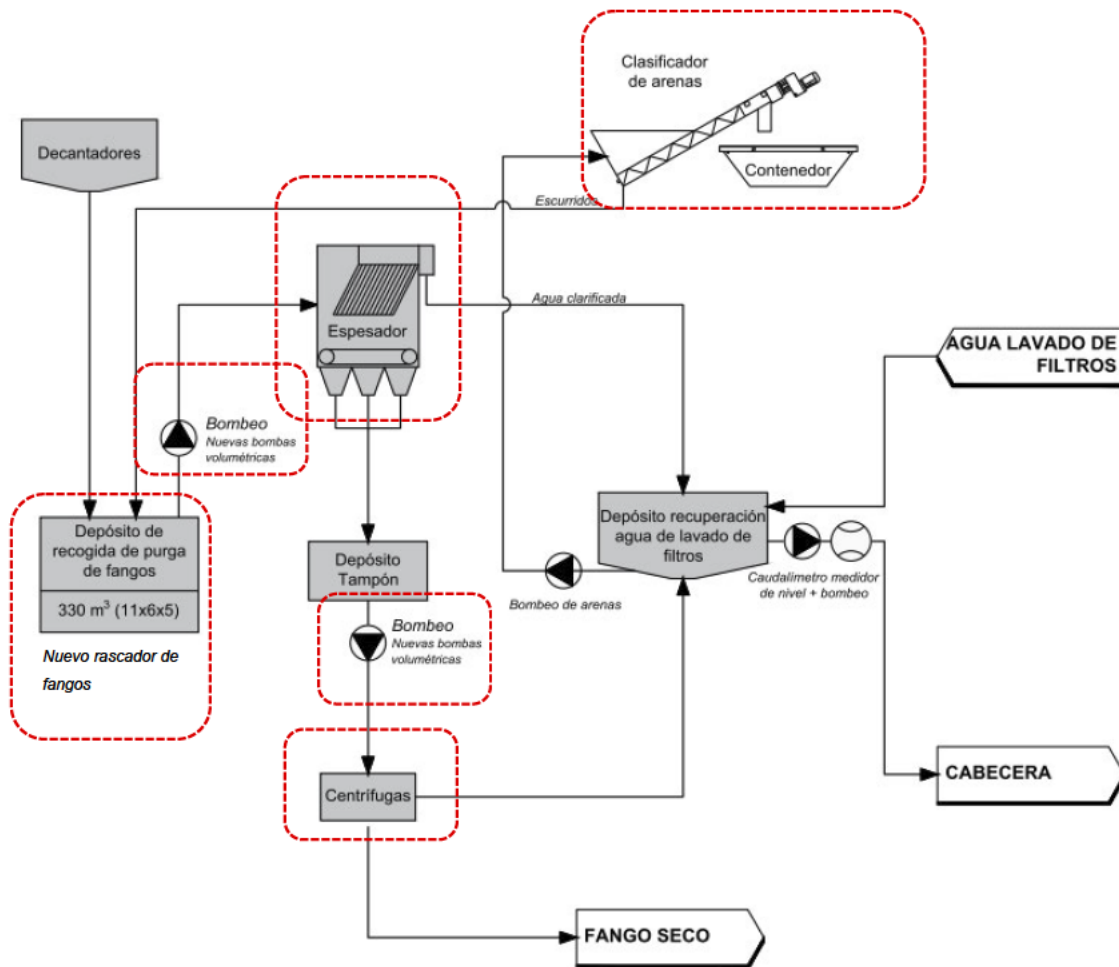 Clasificador
de arenas
Contenedor
Decantadores
Escurridos
Agua clarificada
Espesador
AGUA LAVADO DE
FILTROS
Bombeo
Nuevas bombas
volumétricas
Depósito de
recogida de purga
de fangos
330 m³ (11x6x5)
Nuevo rascador de
fangos
Depósito
Tampón
Depósito recuperación
agua de lavado de
filtros
Bombeo de arenas
Caudalímetro medidor
de nivel + bombeo
Bombeo
Nuevas bombas
volumétricas
Centrífugas
CABECERA
FANGO SECO